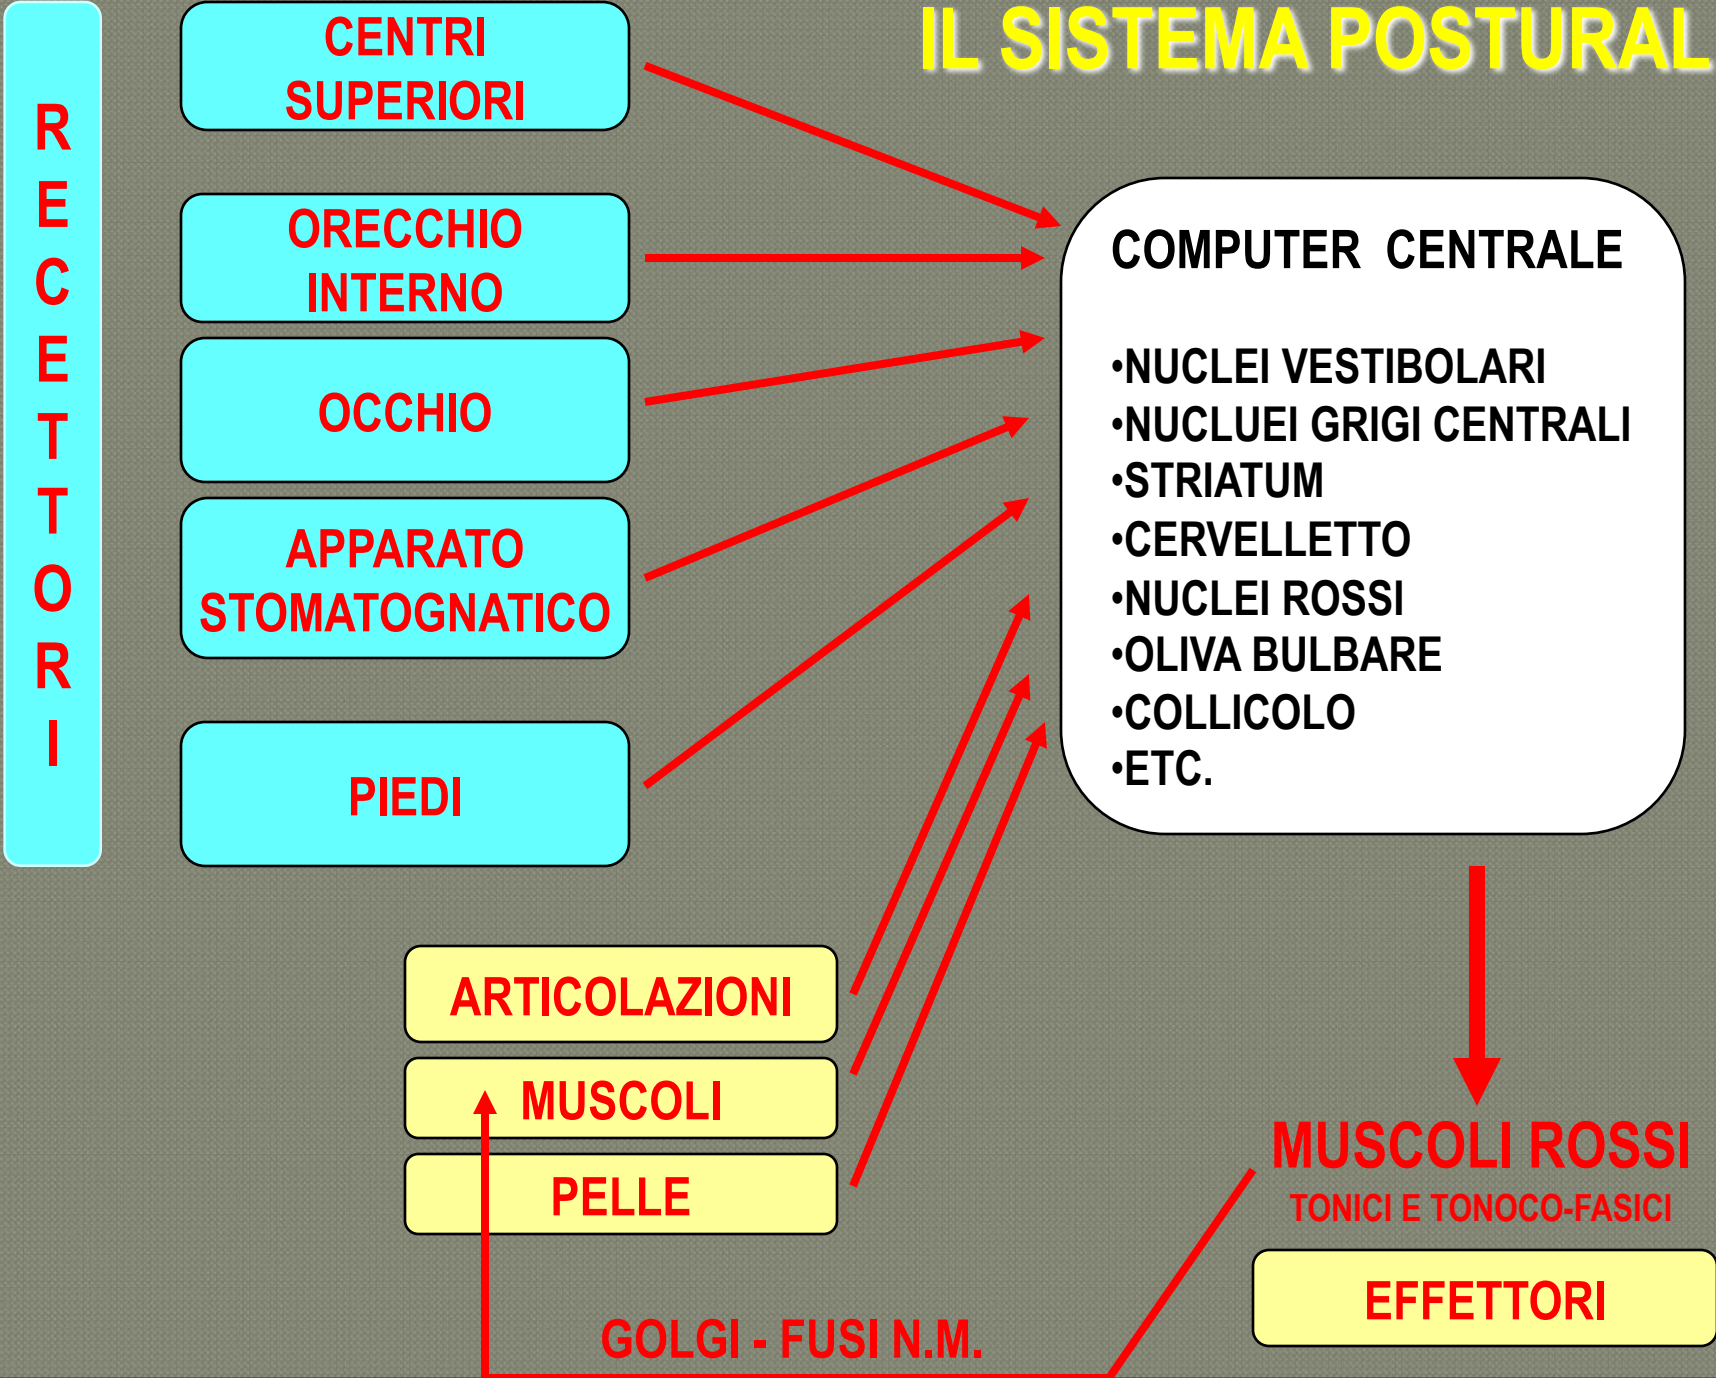 IL SISTEMA POSTURAL
R
E
C
E
T
T
O
R
I
CENTRI
SUPERIORI
ORECCHIO
INTERNO
OCCHIO
APPARATO
STOMATOGNATICO
PIEDI
COMPUTER CENTRALE
•NUCLEI VESTIBOLARI
•NUCLUEI GRIGI CENTRALI
•STRIATUM
•CERVELLETTO
•NUCLEI ROSSI
•OLIVA BULBARE
•COLLICOLO
•ETC.
ARTICOLAZIONI
MUSCOLI
PELLE
MUSCOLI ROSSI
TONICI E TONOCO-FASICI
EFFETTORI
GOLGI - FUSI N.M.